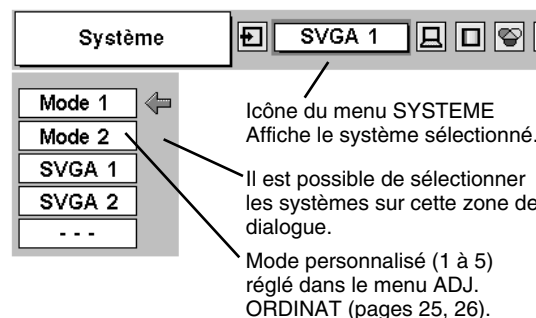 Système
SVGA 1
Mode 1
Mode 2
SVGA 1
SVGA 2
- - -
Icône du menu SYSTEME
Affiche le système sélectionné.
Il est possible de sélectionner
les systèmes sur cette zone de
dialogue.
Mode personnalisé (1 à 5)
réglé dans le menu ADJ.
ORDINAT (pages 25, 26).